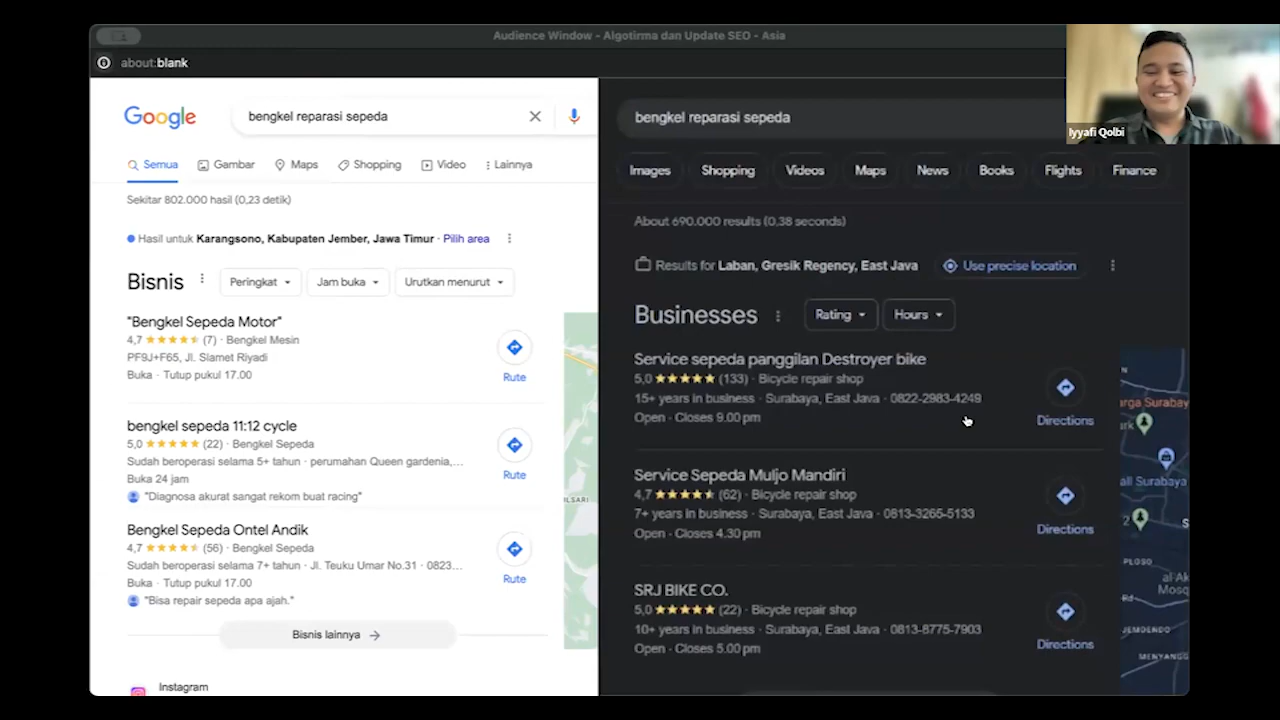 Audience Window - Algotirma dan Update SEO - Asia
about:blank
Google
bengkel reparasi sepeda
Semua
Gambar
Maps
Shopping
Video
Lainnya
Sekitar 802.000 hasil (0,23 detik)
Hasil untuk Karangsono, Kabupaten Jember, Jawa Timur · Pilih area
Bisnis
Peringkat
Jam buka
Urutkan menurut
"Bengkel Sepeda Motor"
4,7 (7) · Bengkel Mesin
PF9J+F65, Jl. Slamet Riyadi
Buka · Tutup pukul 17.00
Rute
bengkel sepeda 11:12 cycle
5,0 (22) · Bengkel Sepeda
Sudah beroperasi selama 5+ tahun · perumahan Queen gardenia,...
Buka 24 jam
"Diagnosa akurat sangat rekom buat racing"
Rute
Bengkel Sepeda Ontel Andik
4,7 (56) · Bengkel Sepeda
Sudah beroperasi selama 7+ tahun · Jl. Teuku Umar No.31 · 0823...
Buka · Tutup pukul 17.00
"Bisa repair sepeda apa ajah."
Rute
Bisnis lainnya
Instagram
ILSARI
bengkel reparasi sepeda
Images
Shopping
Videos
Maps
News
Books
Flights
Finance
About 690.000 results (0,38 seconds)
Results for Laban, Gresik Regency, East Java
Use precise location
Businesses
Rating
Hours
Service sepeda panggilan Destroyer bike
5,0 (133) · Bicycle repair shop
15+ years in business · Surabaya, East Java · 0822-2983-4249
Open · Closes 9.00 pm
Directions
Service Sepeda Muljo Mandiri
4,7 (62) · Bicycle repair shop
7+ years in business · Surabaya, East Java · 0813-3265-5133
Open · Closes 4.30 pm
Directions
SRJ BIKE CO.
5,0 (22) · Bicycle repair shop
10+ years in business · Surabaya, East Java · 0813-8775-7903
Open · Closes 5.00 pm
Directions
arga Surabay
all Surabaya
PLOSO
al Ak
Mosq
Rd
JEMDENDO
MENYANG
Iyyafi Qolbi